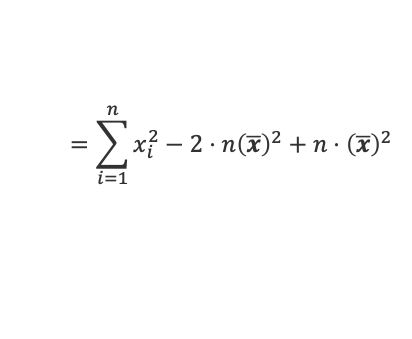 = ∑_{i=1}^{n} x_i^2 − 2 · n(x̅)^2 + n · (x̅)^2